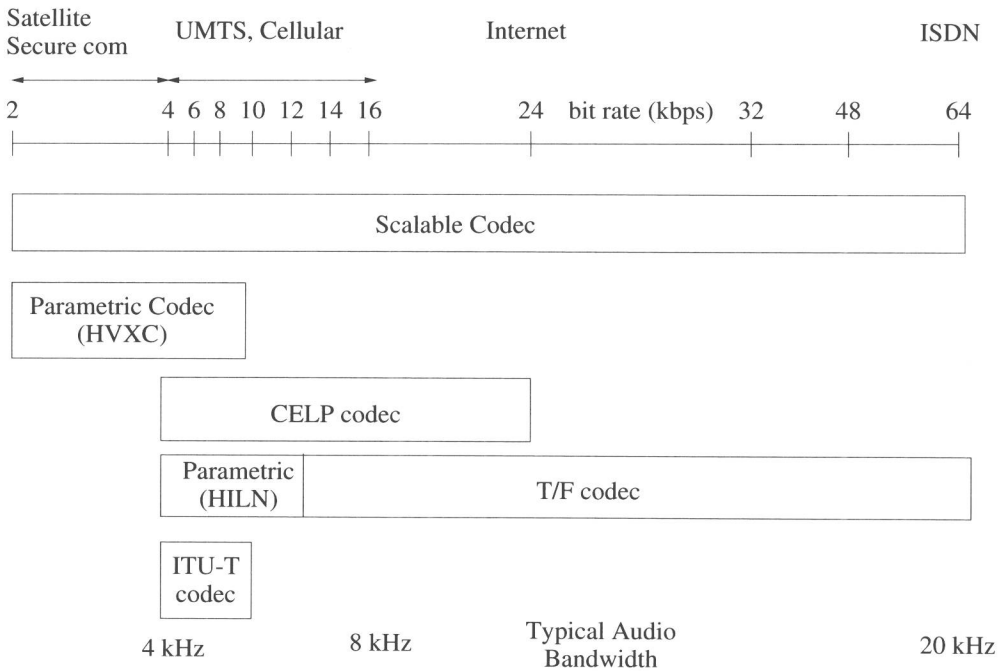 Satellite
Secure com
UMTS, Cellular
Internet
ISDN
2 4 6 8 10 12 14 16 24 bit rate (kbps) 32 48 64
Scalable Codec
Parametric Codec
(HVXC)
CELP codec
Parametric
(HILN)
T/F codec
ITU-T
codec
4 kHz
8 kHz
Typical Audio
Bandwidth
20 kHz